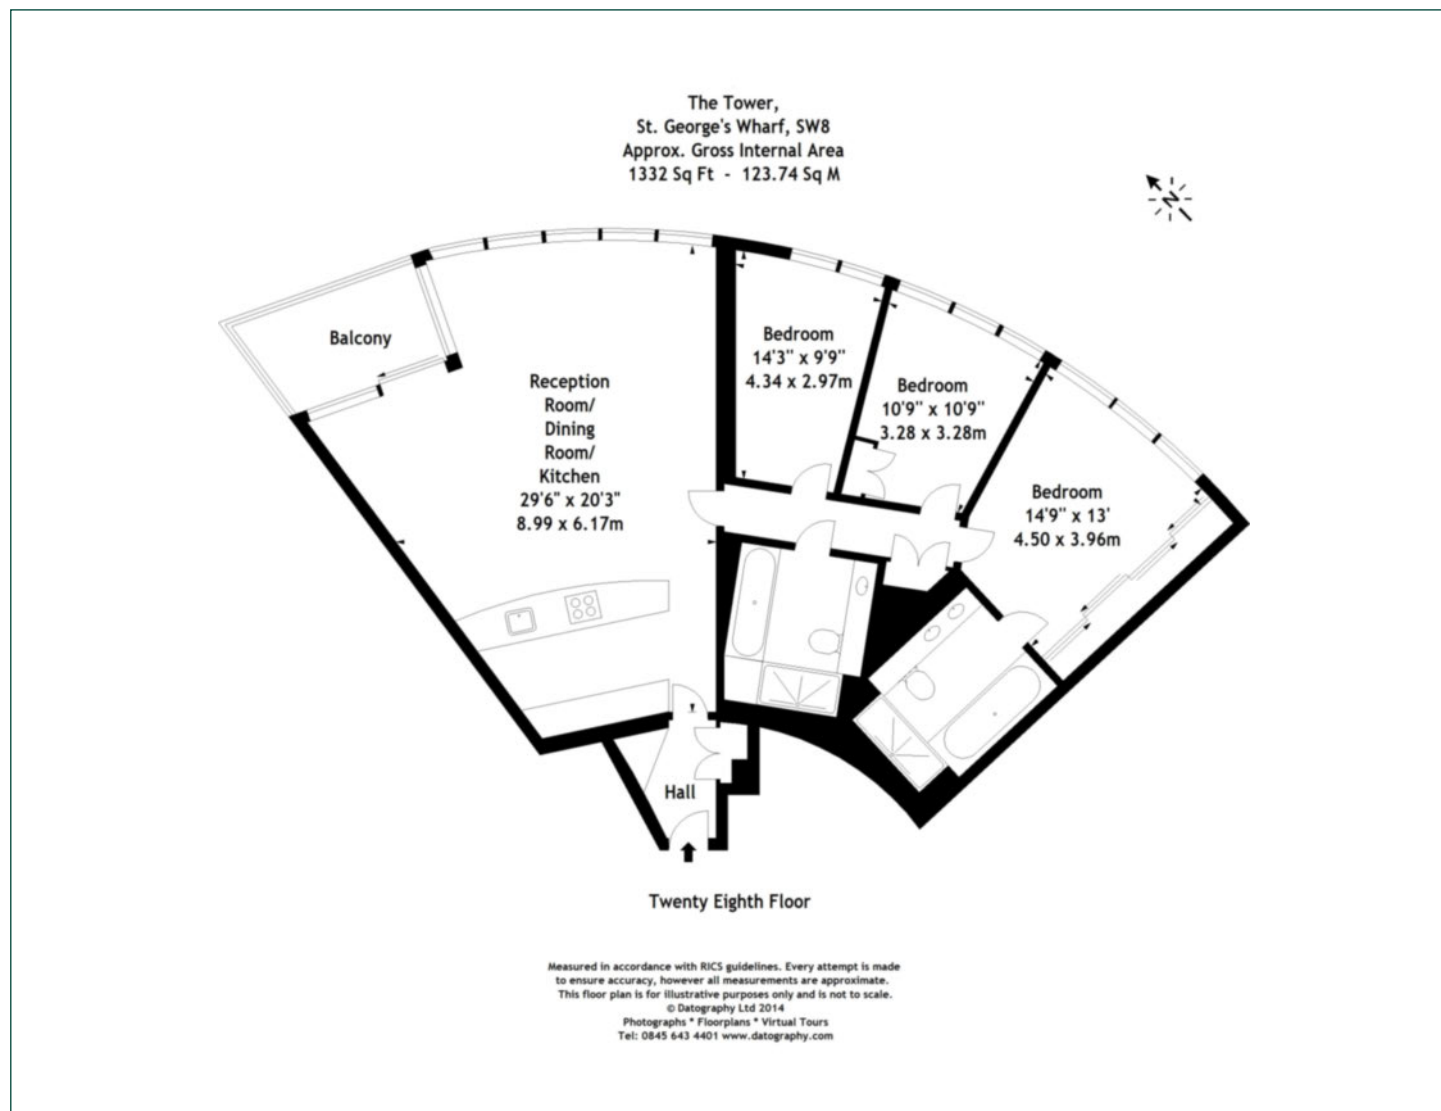 The Tower,
St. George's Wharf, SW8
Approx. Gross Internal Area
1332 Sq Ft - 123.74 Sq M
N
Balcony
Reception
Room/
Dining
Room/
Kitchen
29'6" x 20'3"
8.99 x 6.17m
Bedroom
14'3" x 9'9"
4.34 x 2.97m
Bedroom
10'9" x 10'9"
3.28 x 3.28m
Bedroom
14'9" x 13'
4.50 x 3.96m
Hall
Twenty Eighth Floor
Measured in accordance with RICS guidelines. Every attempt is made
to ensure accuracy, however all measurements are approximate.
This floor plan is for illustrative purposes only and is not to scale.
© Datography Ltd 2014
Photographs * Floorplans * Virtual Tours
Tel: 0845 643 4401 www.datography.com